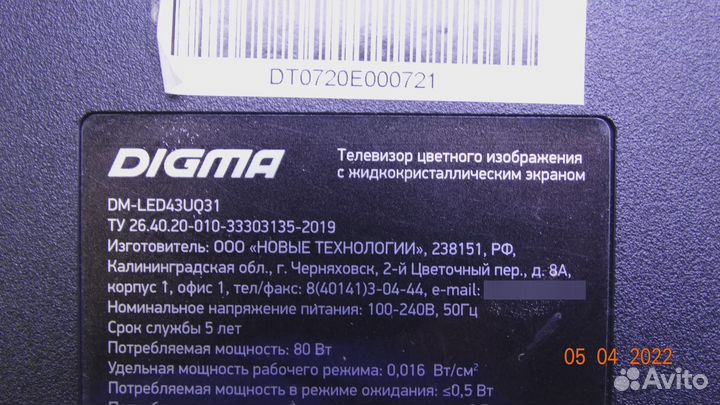 DT0720E000721
DIGMA
Телевизор цветного изображения
с жидкокристаллическим экраном
DM-LED43UQ31
ТУ 26.40.20-010-33303135-2019
Изготовитель: ООО «НОВЫЕ ТЕХНОЛОГИИ», 238151, РФ,
Калининградская обл., г. Черняховск, 2-й Цветочный пер., д. 8А,
корпус 1, офис 1, тел/факс: 8(40141)3-04-44, e-mail:
Номинальное напряжение питания: 100-240В, 50Гц
Срок службы 5 лет
Потребляемая мощность: 80 Вт
Удельная мощность рабочего режима: 0,016 Вт/см²
Потребляемая мощность в режиме ожидания: ≤0,5 Вт
05 04 2022
Avito